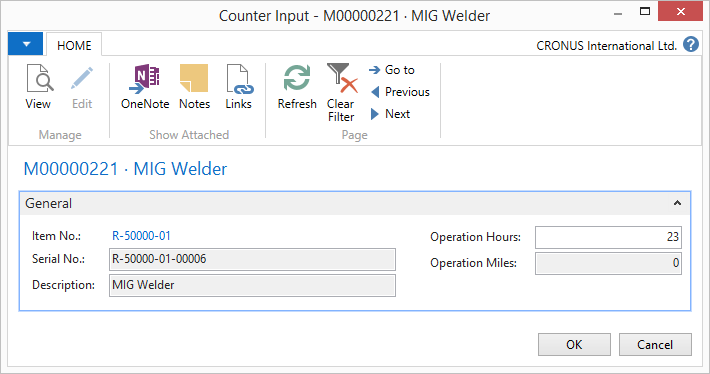 Counter Input - M00000221 · MIG Welder
HOME
CRONUS International Ltd.
View
Edit
Manage
OneNote
Notes
Links
Show Attached
Refresh
Clear
Filter
Go to
Previous
Next
Page
M00000221 · MIG Welder
General
Item No.: R-50000-01
Serial No.: R-50000-01-00006
Description: MIG Welder
Operation Hours: 23
Operation Miles: 0
OK
Cancel